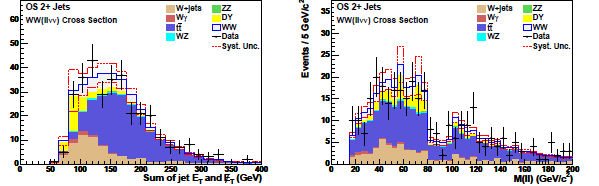 OS 2+ Jets
WW(llνν) Cross Section
W+jets
Wγ
tt̄
WZ
ZZ
DY
WW
Data
Syst. Unc.
60
50
40
30
20
10
0
0 50 100 150 200 250 300 350 400
Sum of jet E_T and E̸_T (GeV)
OS 2+ Jets
WW(llνν) Cross Section
W+jets
Wγ
tt̄
WZ
ZZ
DY
WW
Data
Syst. Unc.
Events / 5 GeV/c²
35
30
25
20
15
10
5
0
0 20 40 60 80 100 120 140 160 180 200
M(ll) (GeV/c²)